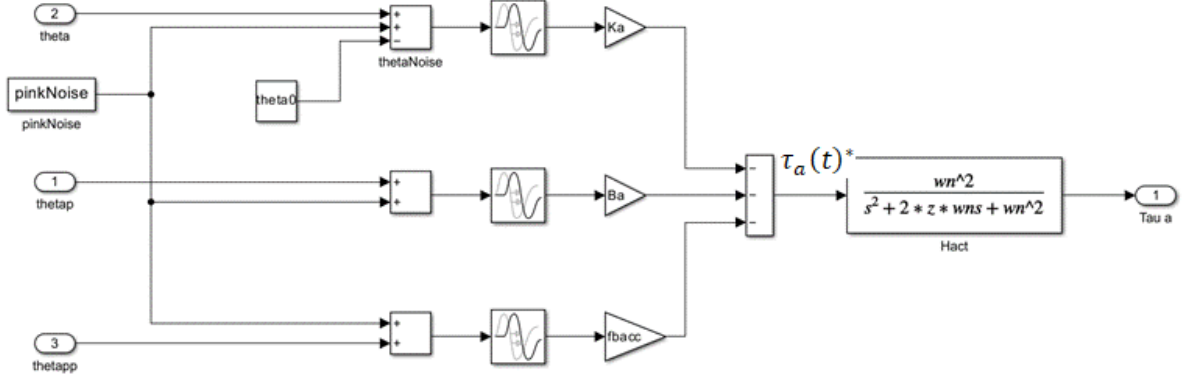 2
theta
+
+
−
thetaNoise
Ka
pinkNoise
pinkNoise
theta0
1
thetap
+
+
Ba
−
−
−
τₐ(t)*
wn^2
s² + 2 * z * wns + wn^2
Hact
1
Tau a
3
thetapp
+
+
fbacc